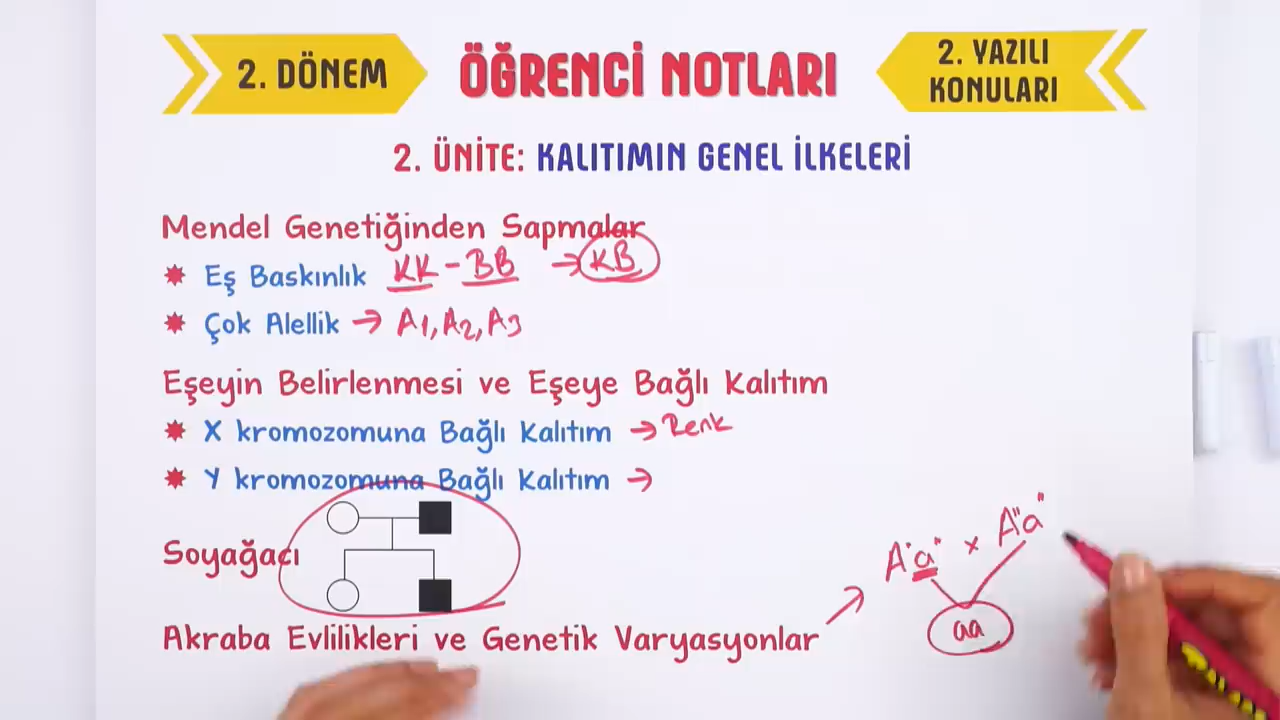 2. DÖNEM
ÖĞRENCİ NOTLARI
2. YAZILI
KONULARI
2. ÜNİTE: KALITIMIN GENEL İLKELERİ
Mendel Genetiğinden Sapmalar
Eş Baskınlık KK - BB → KB
Çok Alellik → A1, A2, A3
Eşeyin Belirlenmesi ve Eşeye Bağlı Kalıtım
X kromozomuna Bağlı Kalıtım → Renk
Y kromozomuna Bağlı Kalıtım →
Soyağacı
A"a" x A"a"
aa
Akraba Evlilikleri ve Genetik Varyasyonlar →